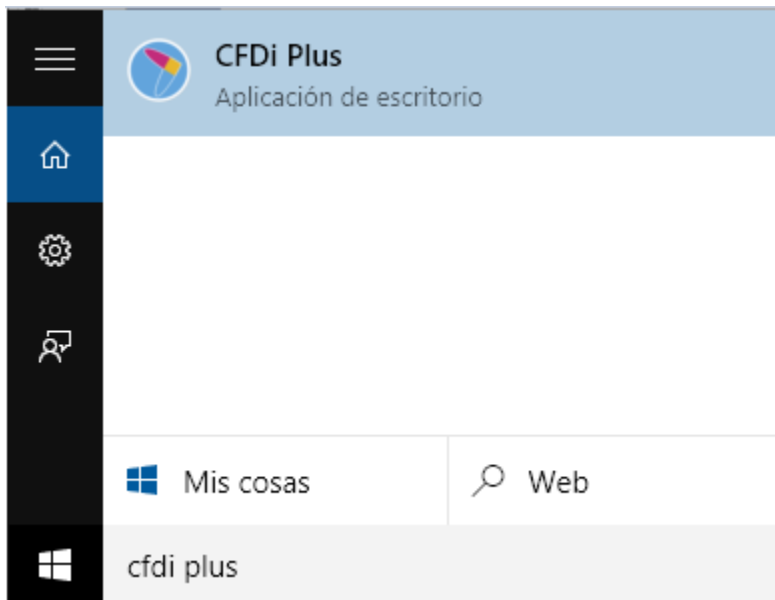 CFDi Plus
Aplicación de escritorio
Mis cosas
Web
cfdi plus